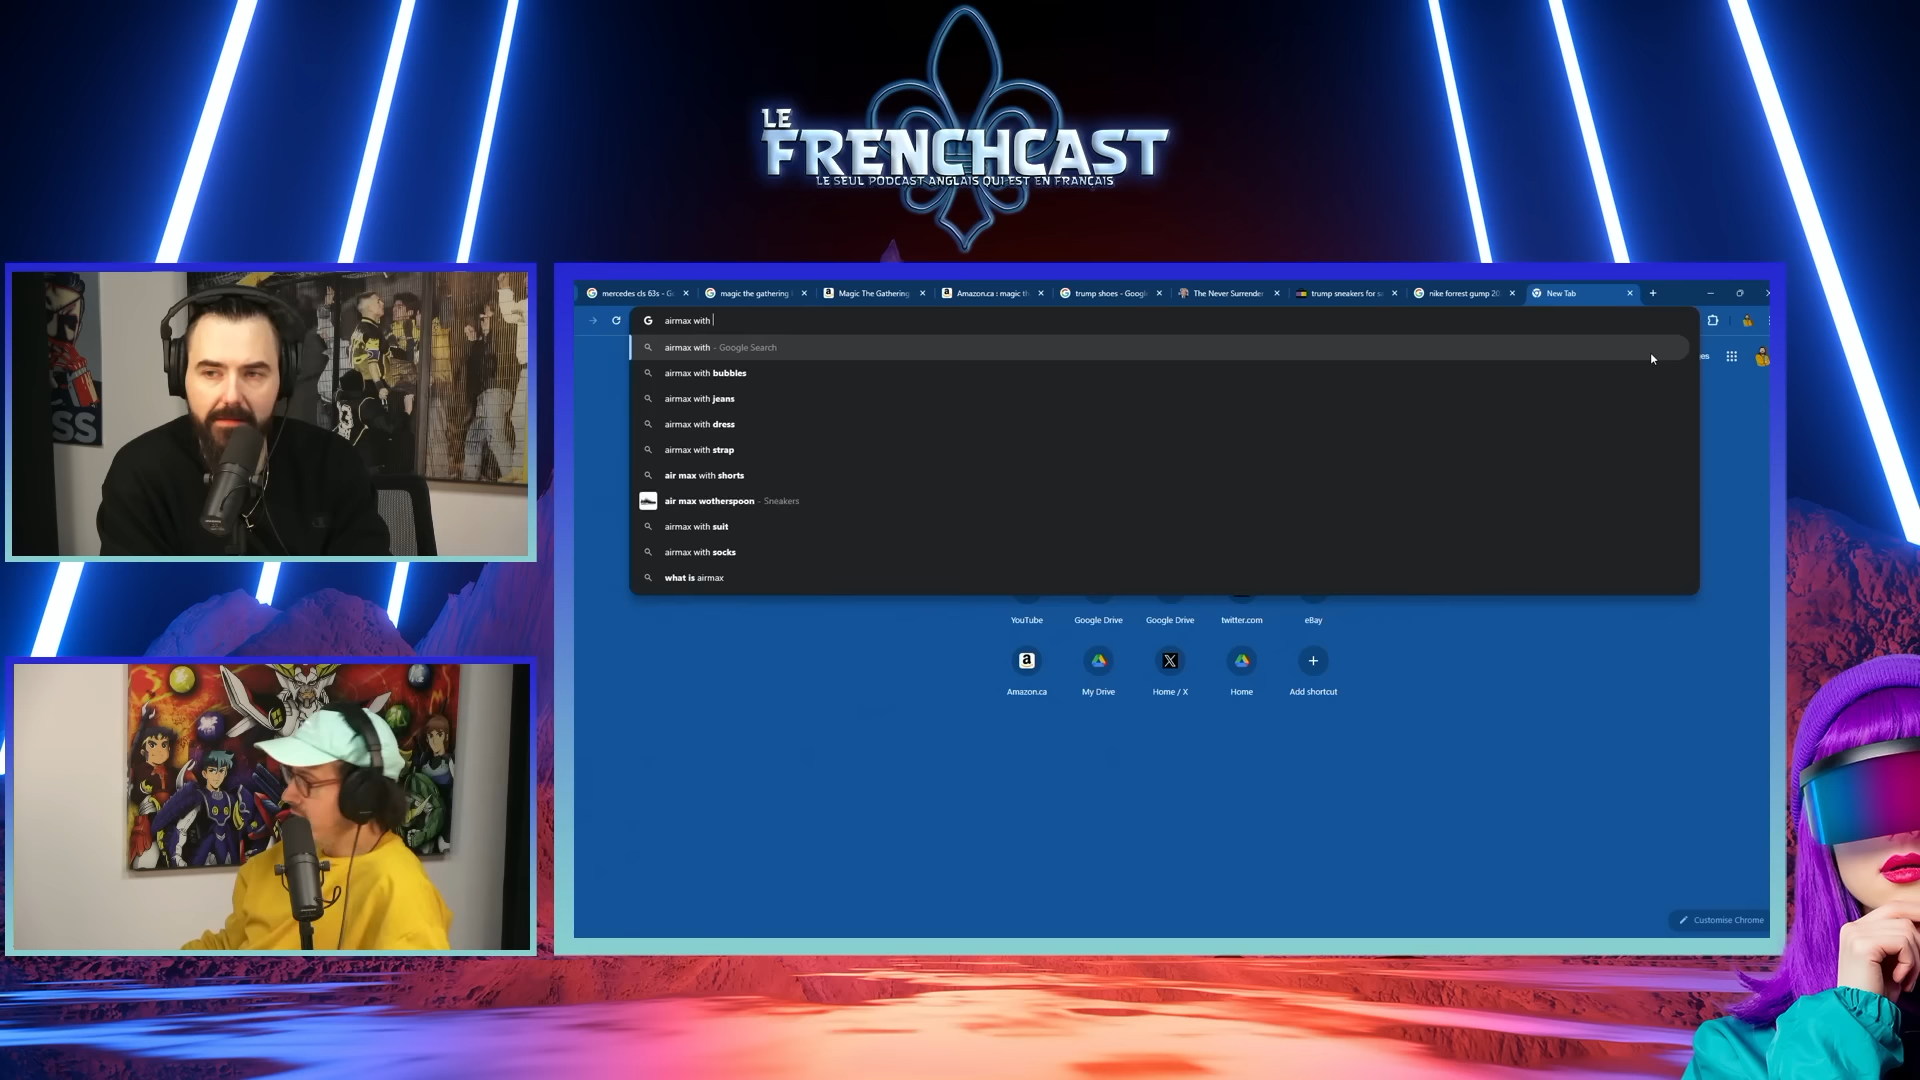 LE
FRENCHCAST
LE SEUL PODCAST ANGLAIS QUI EST EN FRANÇAIS
SS
mercedes cls 63s - G
magic the gathering
Magic The Gathering
Amazon.ca : magic th
trump shoes - Googl
The Never Surrender
trump sneakers for s
nike forrest gump 20
New Tab
airmax with
airmax with - Google Search
airmax with bubbles
airmax with jeans
airmax with dress
airmax with strap
air max with shorts
air max wotherspoon - Sneakers
airmax with suit
airmax with socks
what is airmax
es
YouTube
Google Drive
Google Drive
twitter.com
eBay
Amazon.ca
My Drive
Home / X
Home
Add shortcut
Customise Chrome